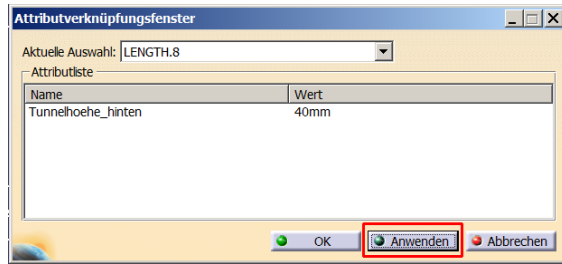 Attributverknüpfungsfenster
Aktuelle Auswahl: LENGTH.8
Attributliste
Name Wert
Tunnelhoehe_hinten 40mm
OK Anwenden Abbrechen